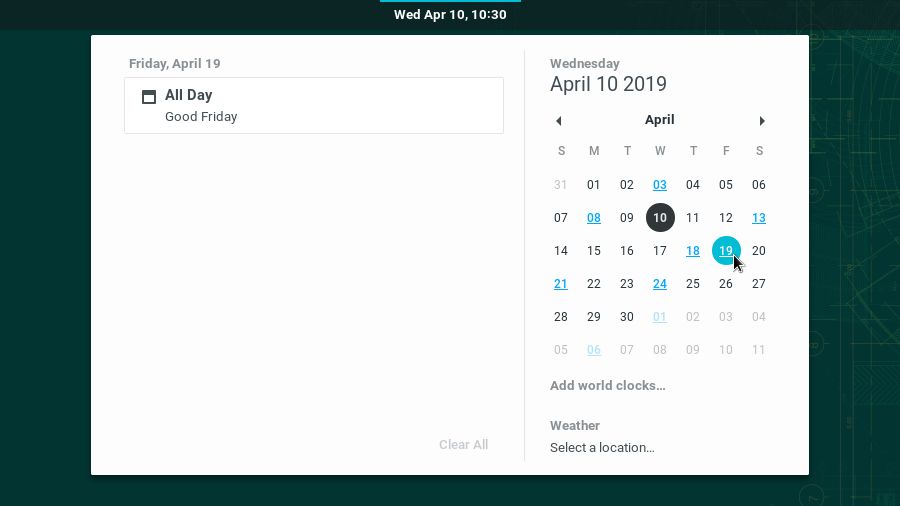 Wed Apr 10, 10:30
Friday, April 19
All Day
Good Friday
Clear All
Wednesday
April 10 2019
April
S M T W T F S
31 01 02 03 04 05 06
07 08 09 10 11 12 13
14 15 16 17 18 19 20
21 22 23 24 25 26 27
28 29 30 01 02 03 04
05 06 07 08 09 10 11
Add world clocks…
Weather
Select a location…